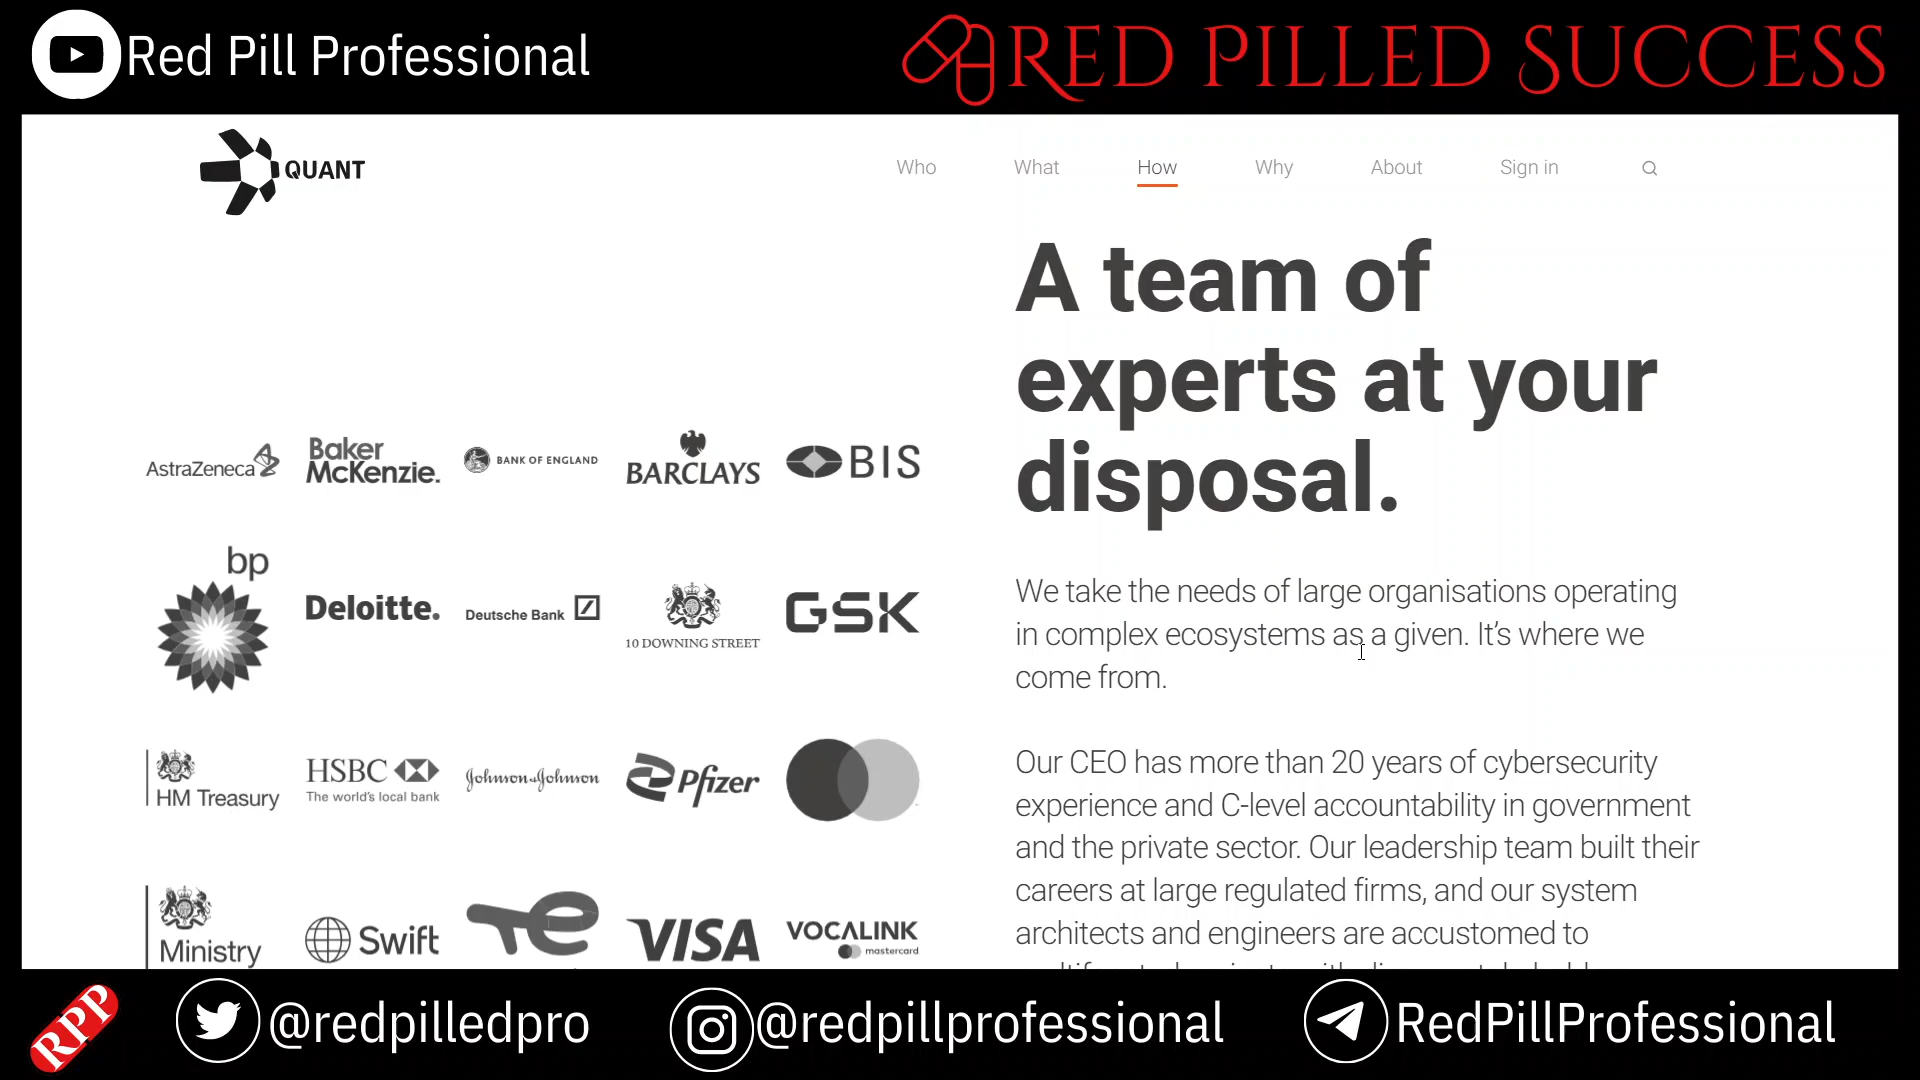 Red Pill Professional
RED PILLED SUCCESS
QUANT
Who What How Why About Sign in
A team of
experts at your
disposal.
AstraZeneca
Baker
McKenzie.
BANK OF ENGLAND
BARCLAYS
BIS
bp
Deloitte.
Deutsche Bank
10 DOWNING STREET
GSK
HM Treasury
HSBC
The world's local bank
Johnson & Johnson
Pfizer
Ministry
Swift
VISA
VOCALINK
mastercard
We take the needs of large organisations operating
in complex ecosystems as a given. It’s where we
come from.
Our CEO has more than 20 years of cybersecurity
experience and C-level accountability in government
and the private sector. Our leadership team built their
careers at large regulated firms, and our system
architects and engineers are accustomed to
RPP
@redpilledpro
@redpillprofessional
RedPillProfessional